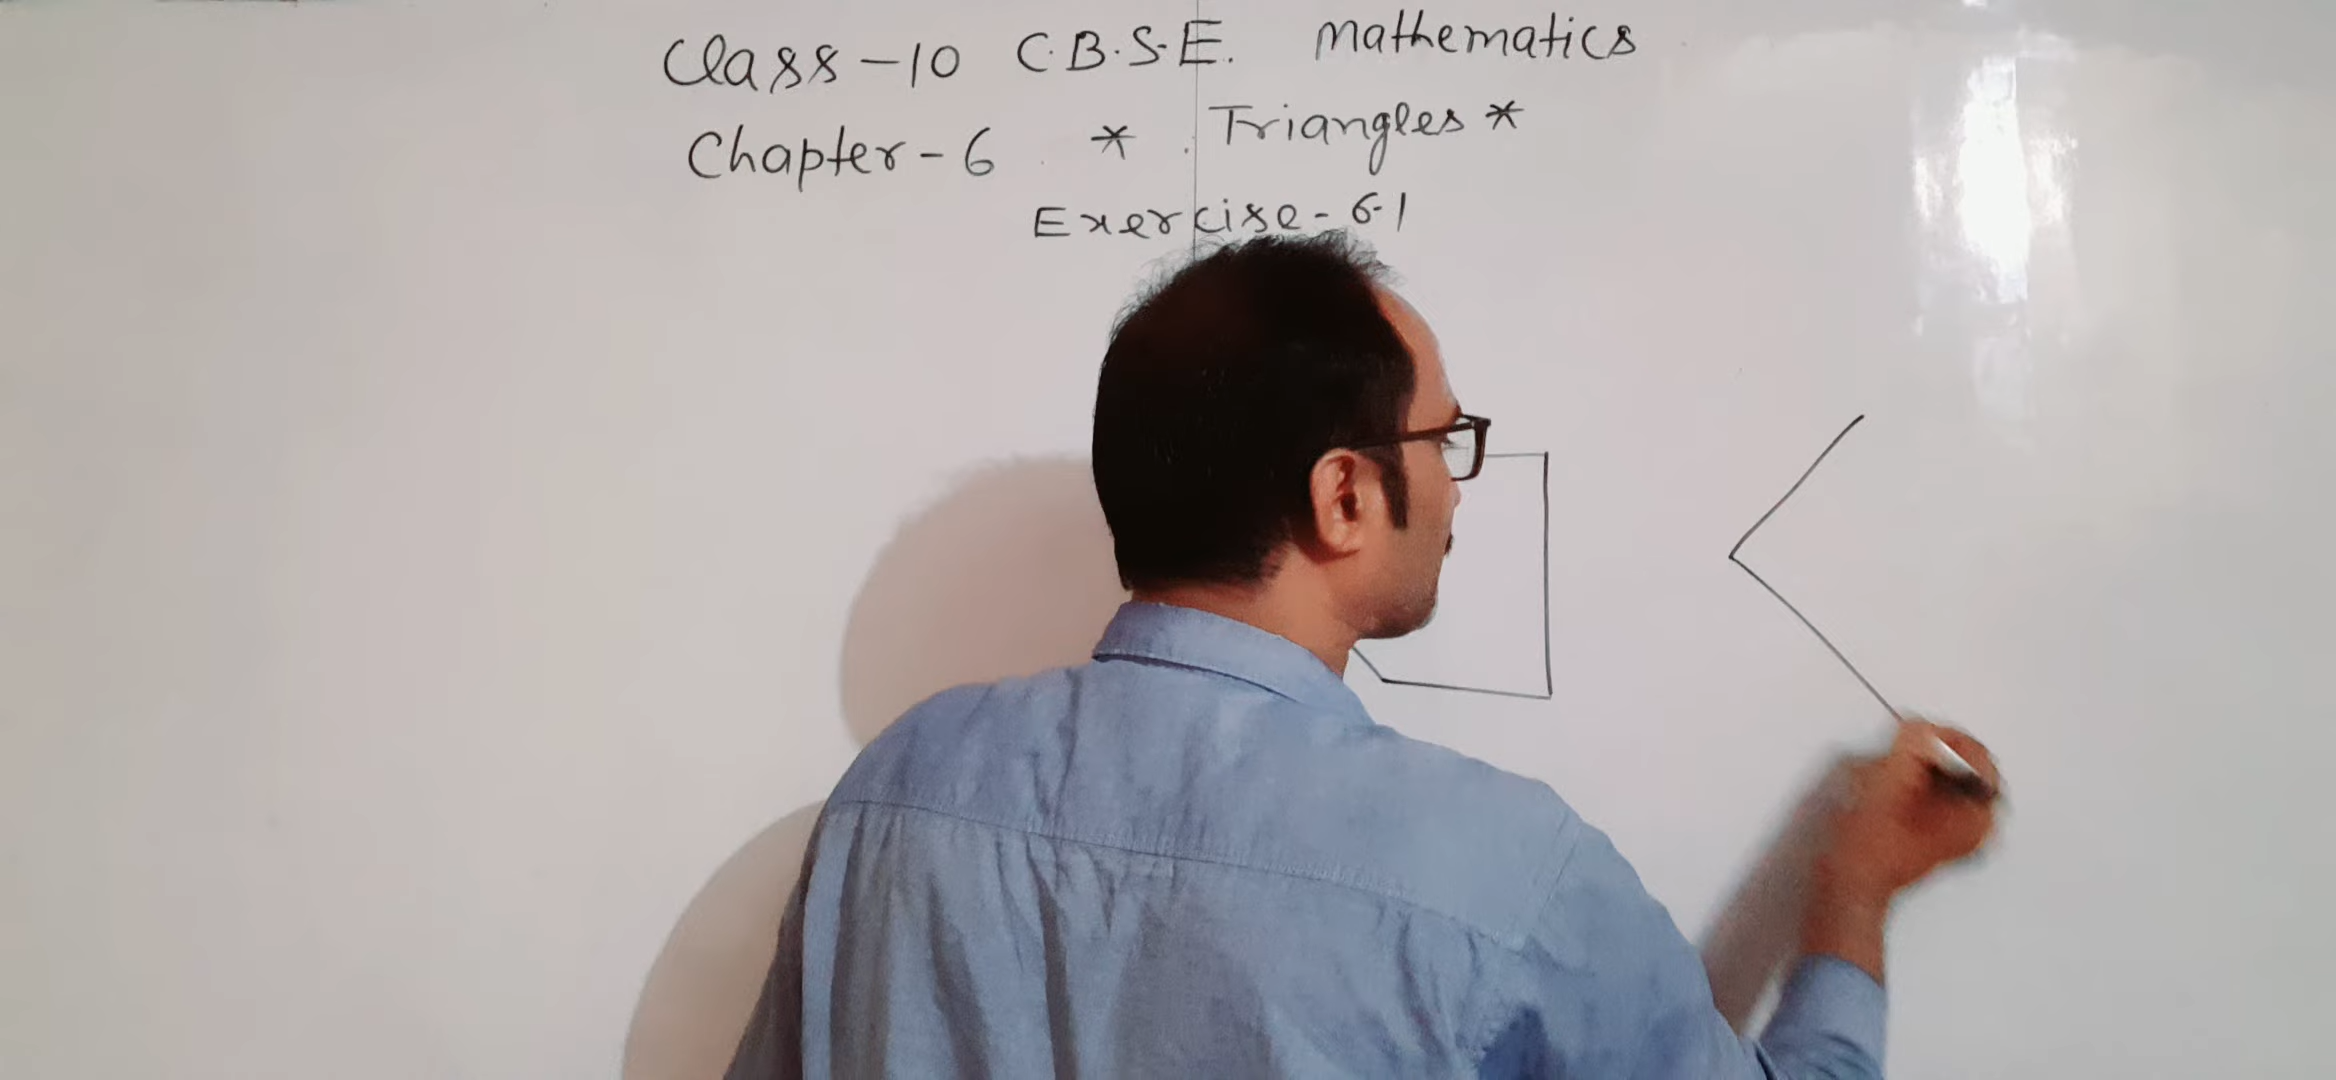 Class-10 C.B.S.E. Mathematics
Chapter-6 * Triangles *
Exercise-6.1